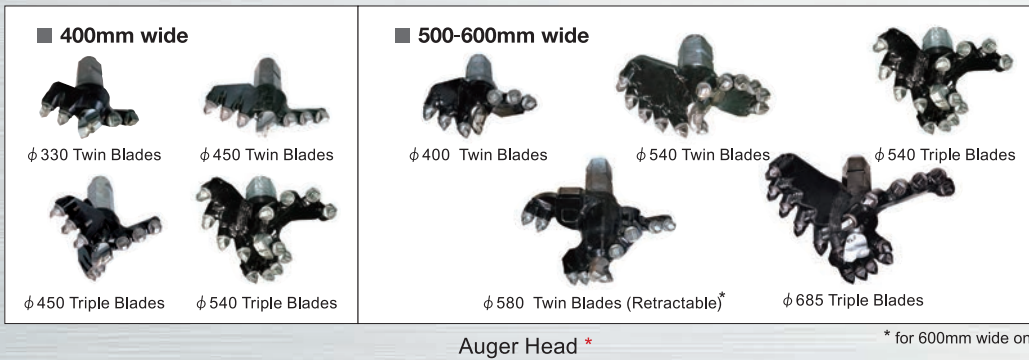 ■ 400mm wide
φ330 Twin Blades
φ450 Twin Blades
φ450 Triple Blades
φ540 Triple Blades
■ 500-600mm wide
φ400 Twin Blades
φ540 Twin Blades
φ540 Triple Blades
φ580 Twin Blades (Retractable)*
φ685 Triple Blades
Auger Head *
* for 600mm wide on